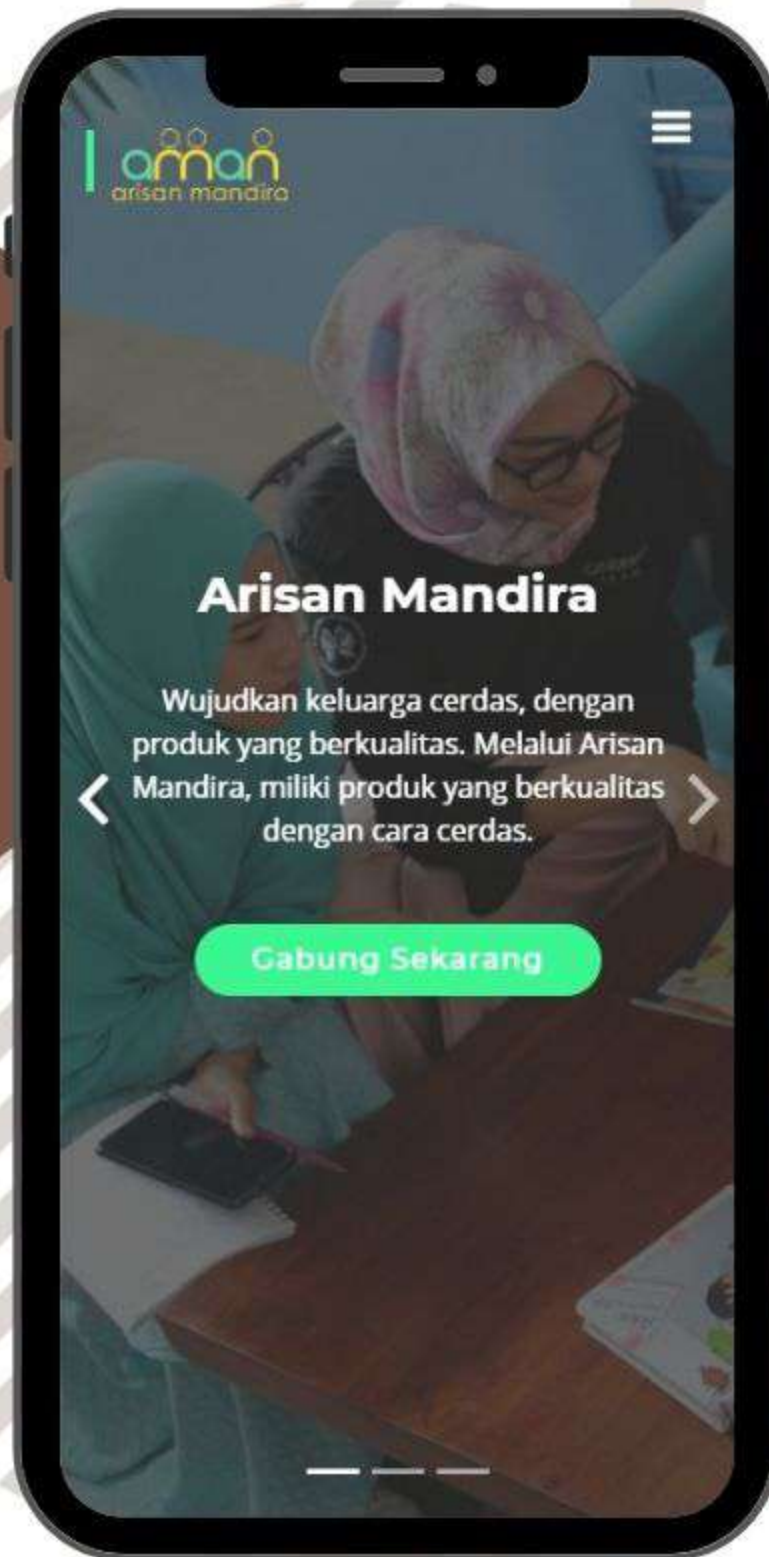 aman
arisan mandira
Arisan Mandira
Wujudkan keluarga cerdas, dengan
produk yang berkualitas. Melalui Arisan
Mandira, miliki produk yang berkualitas
dengan cara cerdas.
Gabung Sekarang